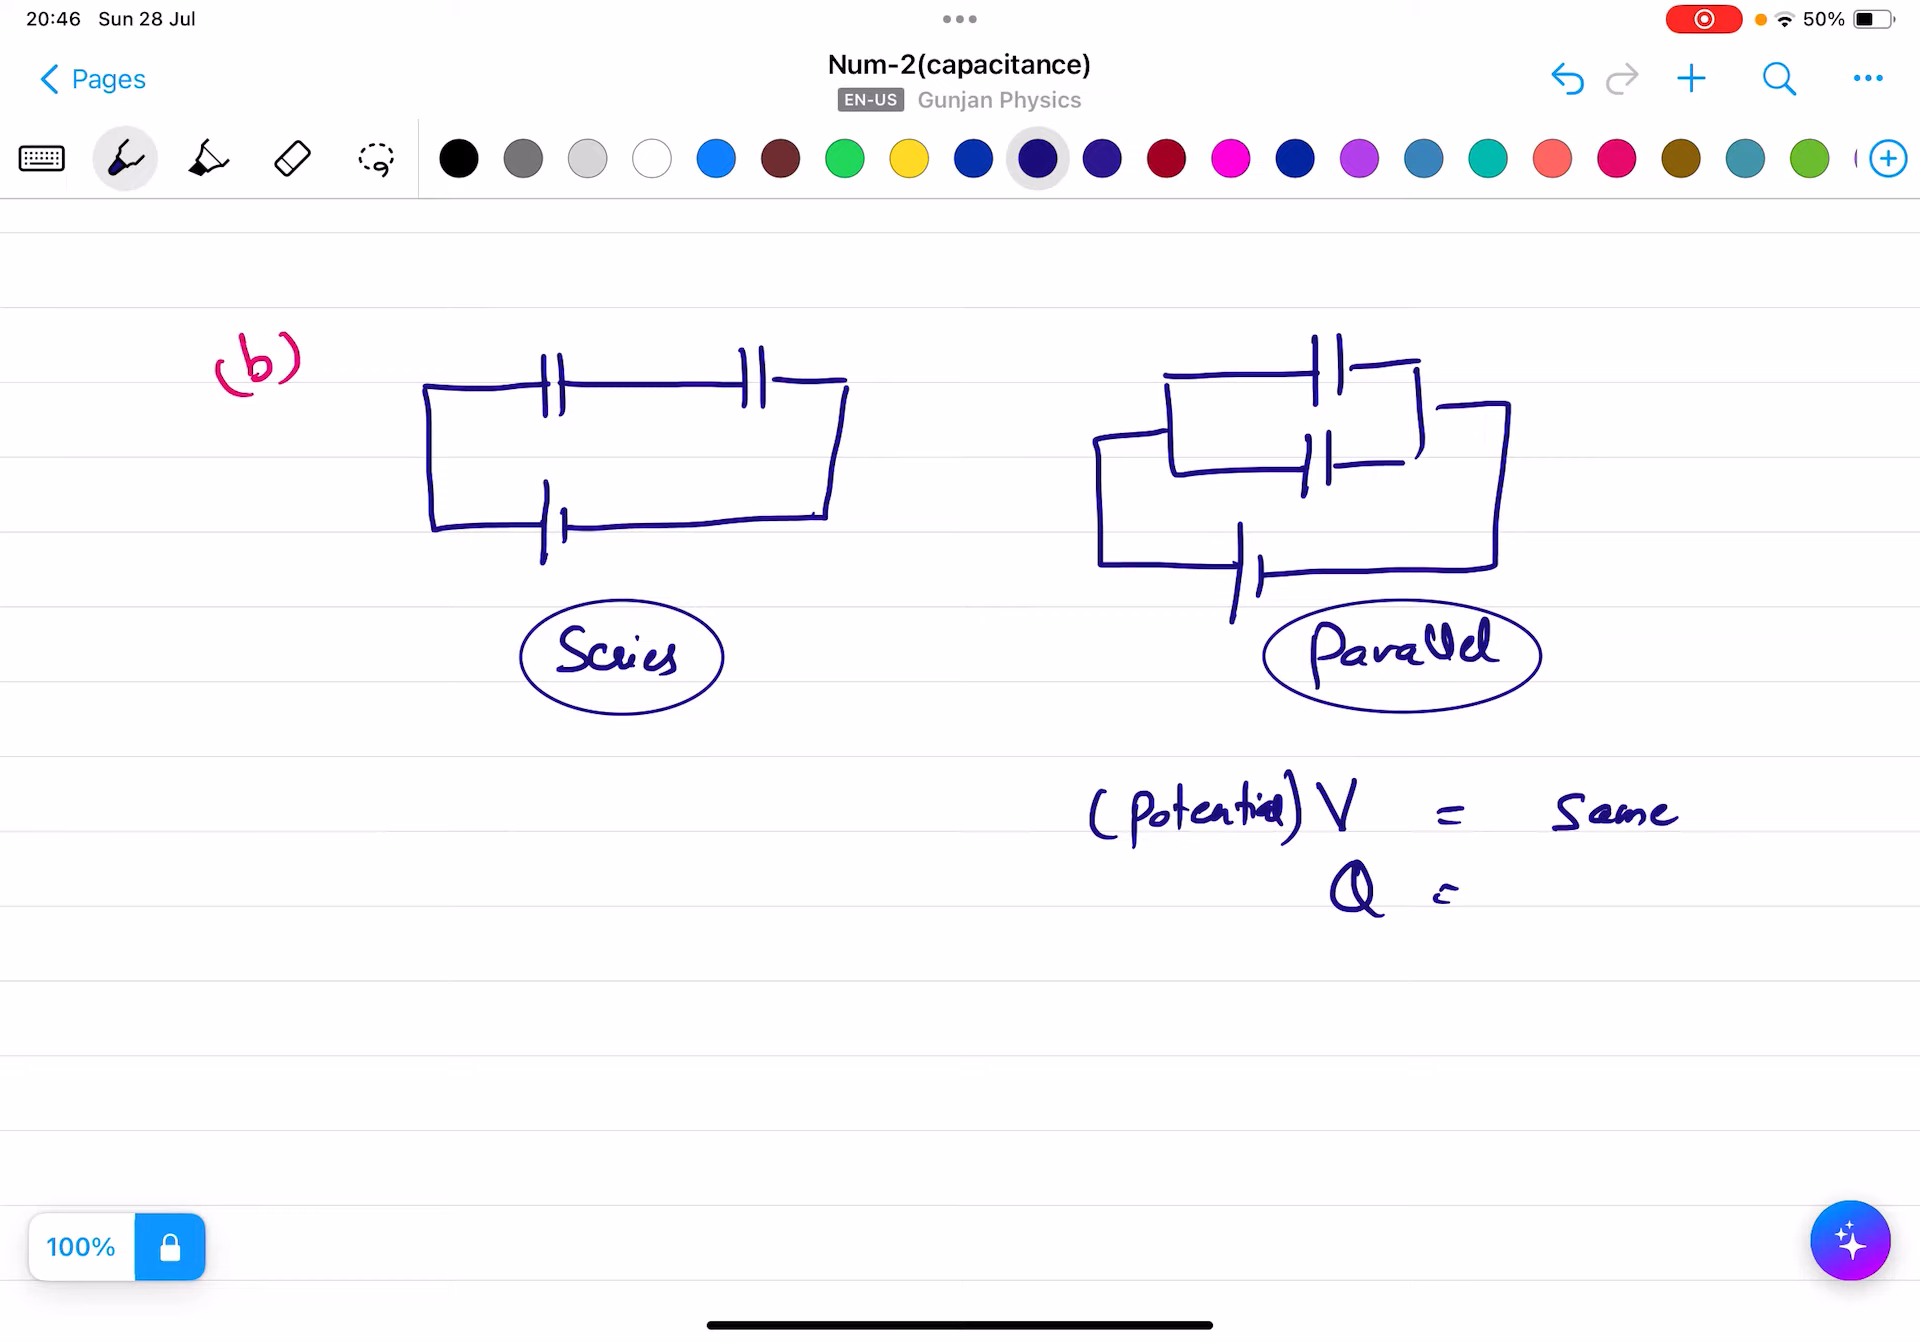 20:46 Sun 28 Jul
50%
Pages
Num-2(capacitance)
EN-US Gunjan Physics
(b)
Series
Parallel
(Potential) V = Same
Q =
100%